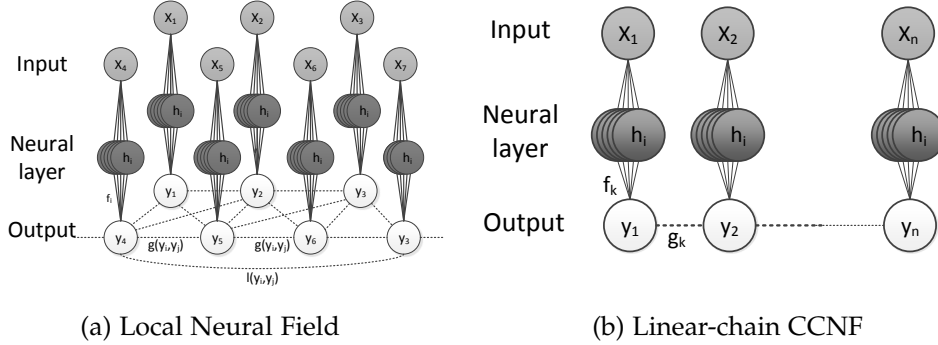 X1 X2 X3
Input X4 X5 X6 X7
hi hi hi
Neural layer
hi hi hi hi
fi
y1 y2 y3
Output y4 y5 y6 y3
g(yi,yj) g(yi,yj)
l(yi,yj)
(a) Local Neural Field
Input X1 X2 Xn
Neural layer
hi hi hi
fk
Output y1 y2 yn
gk
(b) Linear-chain CCNF